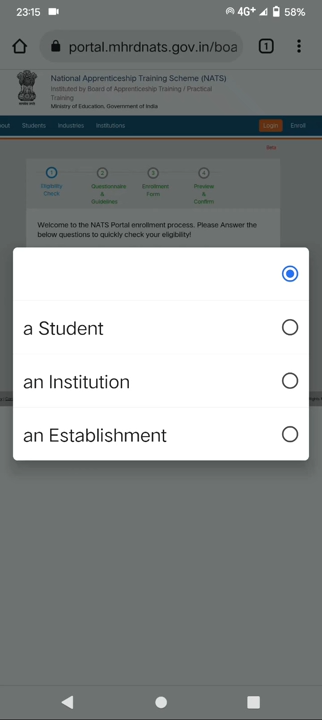 23:15
4G+
58%
portal.mhrdnats.gov.in/boa
1
National Apprenticeship Training Scheme (NATS)
Instituted by Board of Apprenticeship Training / Practical
Training
Ministry of Education, Government of India
out Students Industries Institutions Login Enroll
1 2 3 4
Eligibility Check
Questionnaire & Guidelines
Enrollment Form
Preview & Confirm
Welcome to the NATS Portal enrollment process. Please Answer the
below questions to quickly check your eligibility!
a Student
an Institution
an Establishment